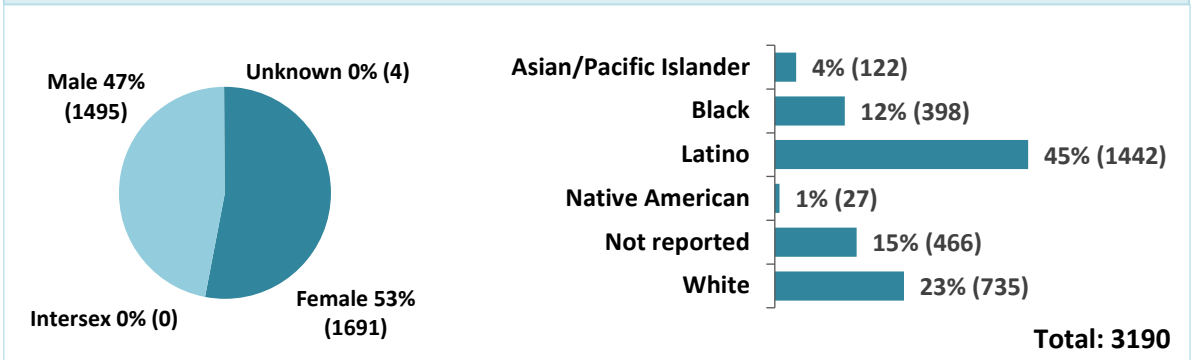 Male 47%
(1495)
Unknown 0% (4)
Intersex 0% (0)
Female 53%
(1691)
Asian/Pacific Islander 4% (122)
Black 12% (398)
Latino 45% (1442)
Native American 1% (27)
Not reported 15% (466)
White 23% (735)
Total: 3190